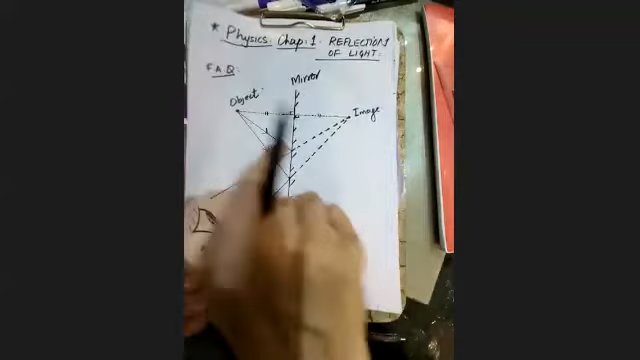 * Physics: Chap: 1: REFLECTION
OF LIGHT.
F A Q:
Mirror
Object:
Image